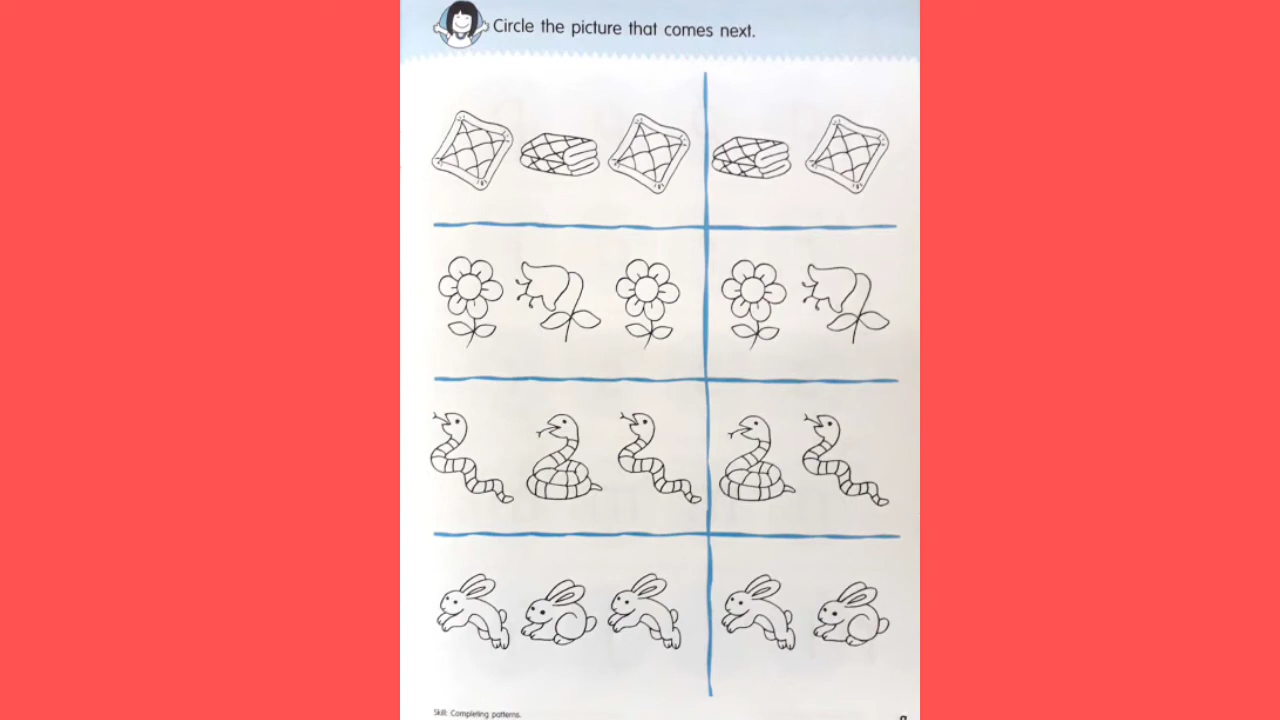 Circle the picture that comes next.
Skill: Completing patterns.